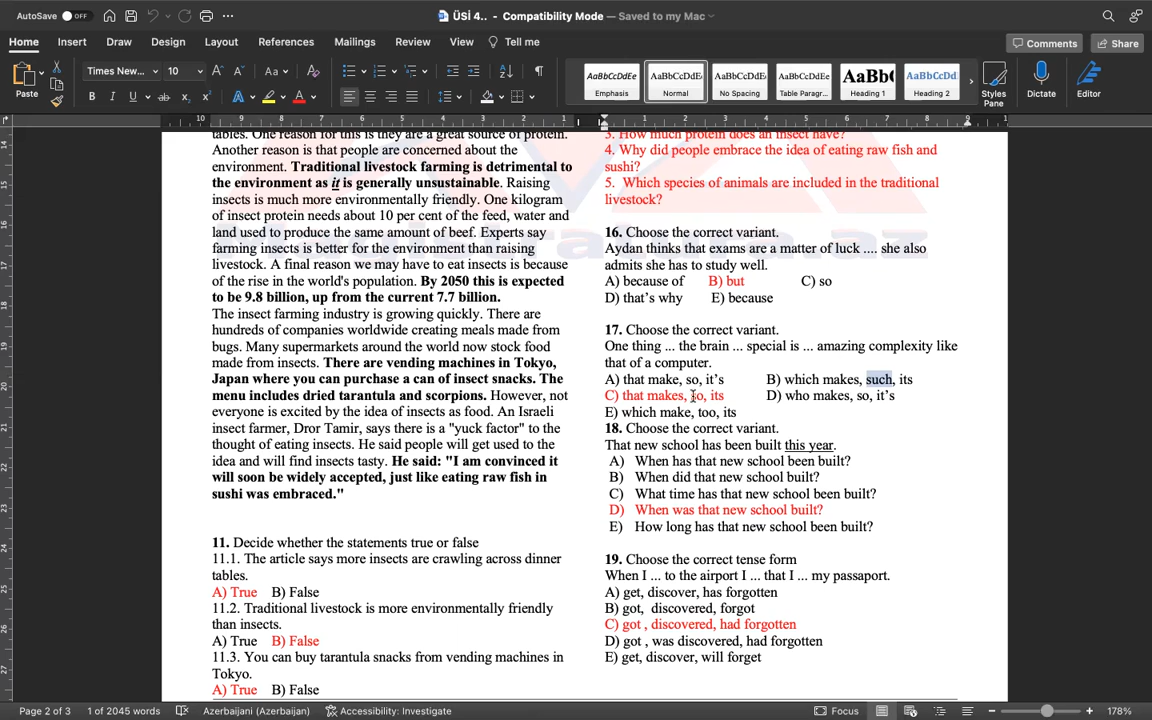 AutoSave OFF
ÜSİ 4.. - Compatibility Mode — Saved to my Mac
Home Insert Draw Design Layout References Mailings Review View Tell me
Comments Share
Paste
Times New... 10
AaBbCcDdEe AaBbCcDdE AaBbCcDdE AaBbCcDdEe AaBb( AaBbCcDd
Emphasis Normal No Spacing Table Paragr... Heading 1 Heading 2
Styles Pane
Dictate
Editor
tables. One reason for this is they are a great source of protein.
Another reason is that people are concerned about the
environment. Traditional livestock farming is detrimental to
the environment as it is generally unsustainable. Raising
insects is much more environmentally friendly. One kilogram
of insect protein needs about 10 per cent of the feed, water and
land used to produce the same amount of beef. Experts say
farming insects is better for the environment than raising
livestock. A final reason we may have to eat insects is because
of the rise in the world's population. By 2050 this is expected
to be 9.8 billion, up from the current 7.7 billion.
The insect farming industry is growing quickly. There are
hundreds of companies worldwide creating meals made from
bugs. Many supermarkets around the world now stock food
made from insects. There are vending machines in Tokyo,
Japan where you can purchase a can of insect snacks. The
menu includes dried tarantula and scorpions. However, not
everyone is excited by the idea of insects as food. An Israeli
insect farmer, Dror Tamir, says there is a "yuck factor" to the
thought of eating insects. He said people will get used to the
idea and will find insects tasty. He said: "I am convinced it
will soon be widely accepted, just like eating raw fish in
sushi was embraced."
11. Decide whether the statements true or false
11.1. The article says more insects are crawling across dinner
tables.
A) True B) False
11.2. Traditional livestock is more environmentally friendly
than insects.
A) True B) False
11.3. You can buy tarantula snacks from vending machines in
Tokyo.
A) True B) False
3. How much protein does an insect have?
4. Why did people embrace the idea of eating raw fish and
sushi?
5. Which species of animals are included in the traditional
livestock?
16. Choose the correct variant.
Aydan thinks that exams are a matter of luck .... she also
admits she has to study well.
A) because of B) but C) so
D) that's why E) because
17. Choose the correct variant.
One thing ... the brain ... special is ... amazing complexity like
that of a computer.
A) that make, so, it's B) which makes, such, its
C) that makes, so, its D) who makes, so, it's
E) which make, too, its
18. Choose the correct variant.
That new school has been built this year.
A) When has that new school been built?
B) When did that new school built?
C) What time has that new school been built?
D) When was that new school built?
E) How long has that new school been built?
19. Choose the correct tense form
When I ... to the airport I ... that I ... my passaport.
A) get, discover, has forgotten
B) got, discovered, forgot
C) got , discovered, had forgotten
D) got , was discovered, had forgotten
E) get, discover, will forget
Page 2 of 3 1 of 2045 words Azerbaijani (Azerbaijan) Accessibility: Investigate Focus 178%